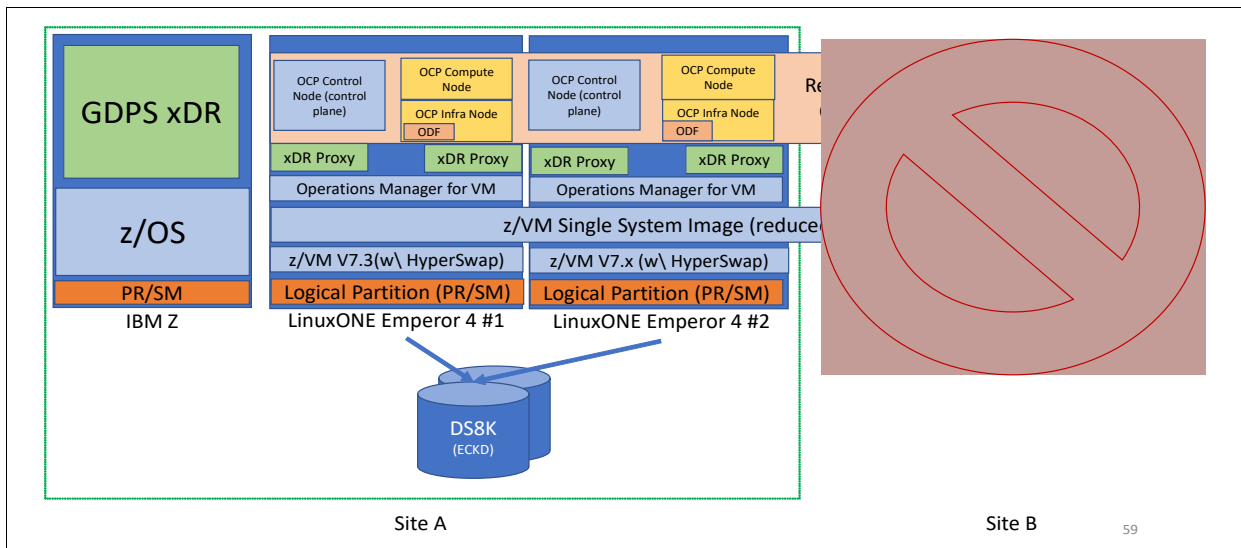 GDPS xDR
z/OS
PR/SM
IBM Z
OCP Control
Node (control
plane)
OCP Compute
Node
OCP Infra Node
ODF
xDR Proxy
xDR Proxy
Operations Manager for VM
z/VM V7.3(w\ HyperSwap)
Logical Partition (PR/SM)
LinuxONE Emperor 4 #1
OCP Control
Node (control
plane)
OCP Compute
Node
OCP Infra Node
ODF
xDR Proxy
xDR Proxy
Operations Manager for VM
z/VM Single System Image (reduced
z/VM V7.x (w\ HyperSwap)
Logical Partition (PR/SM)
LinuxONE Emperor 4 #2
Re
DS8K
(ECKD)
Site A
Site B
59